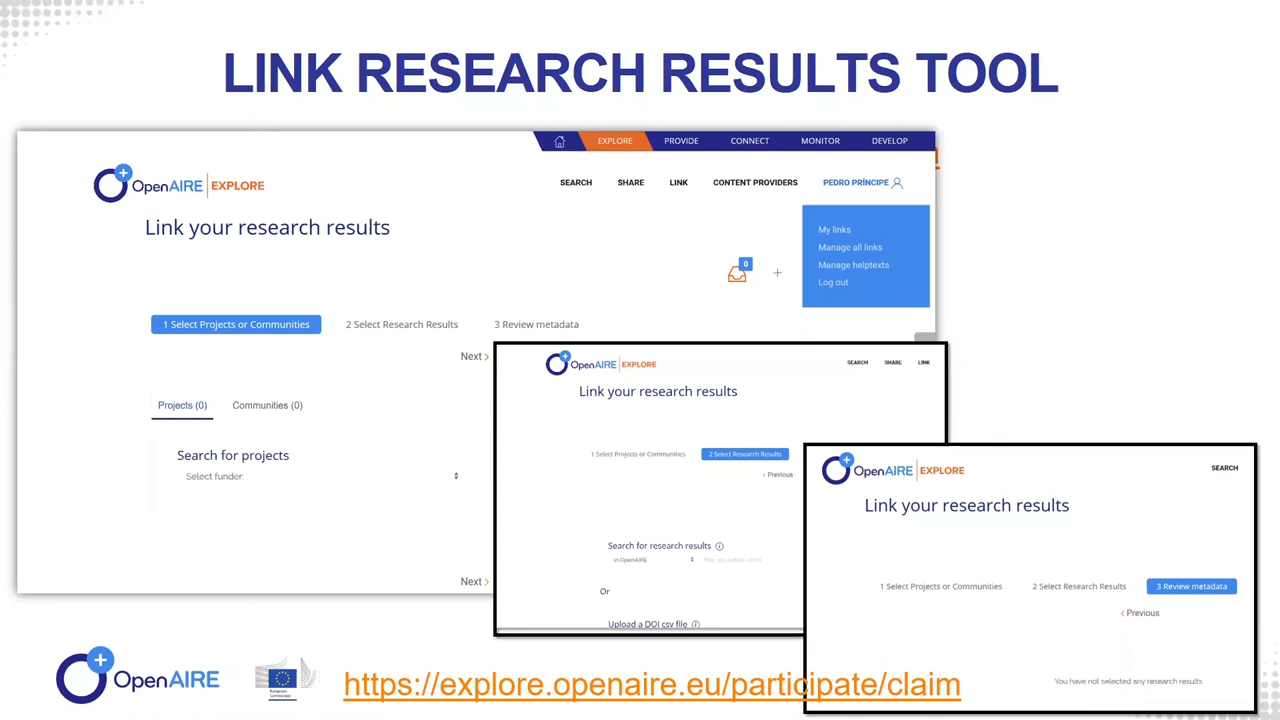 LINK RESEARCH RESULTS TOOL
EXPLORE PROVIDE CONNECT MONITOR DEVELOP
OpenAIRE EXPLORE
SEARCH SHARE LINK CONTENT PROVIDERS PEDRO PRÍNCIPE
Link your research results
My links
Manage all links
Manage helptexts
Log out
0
1 Select Projects or Communities 2 Select Research Results 3 Review metadata
Next >
Projects (0) Communities (0)
Search for projects
Select funder:
Next >
OpenAIRE EXPLORE
SEARCH SHARE LINK
Link your research results
1 Select Projects or Communities 2 Select Research Results
< Previous
Search for research results
in OpenAIRE
Or
Upload a DOI csv file
OpenAIRE EXPLORE
SEARCH
Link your research results
1 Select Projects or Communities 2 Select Research Results 3 Review metadata
< Previous
You have not selected any research results
OpenAIRE
European
Commission
https://explore.openaire.eu/participate/claim